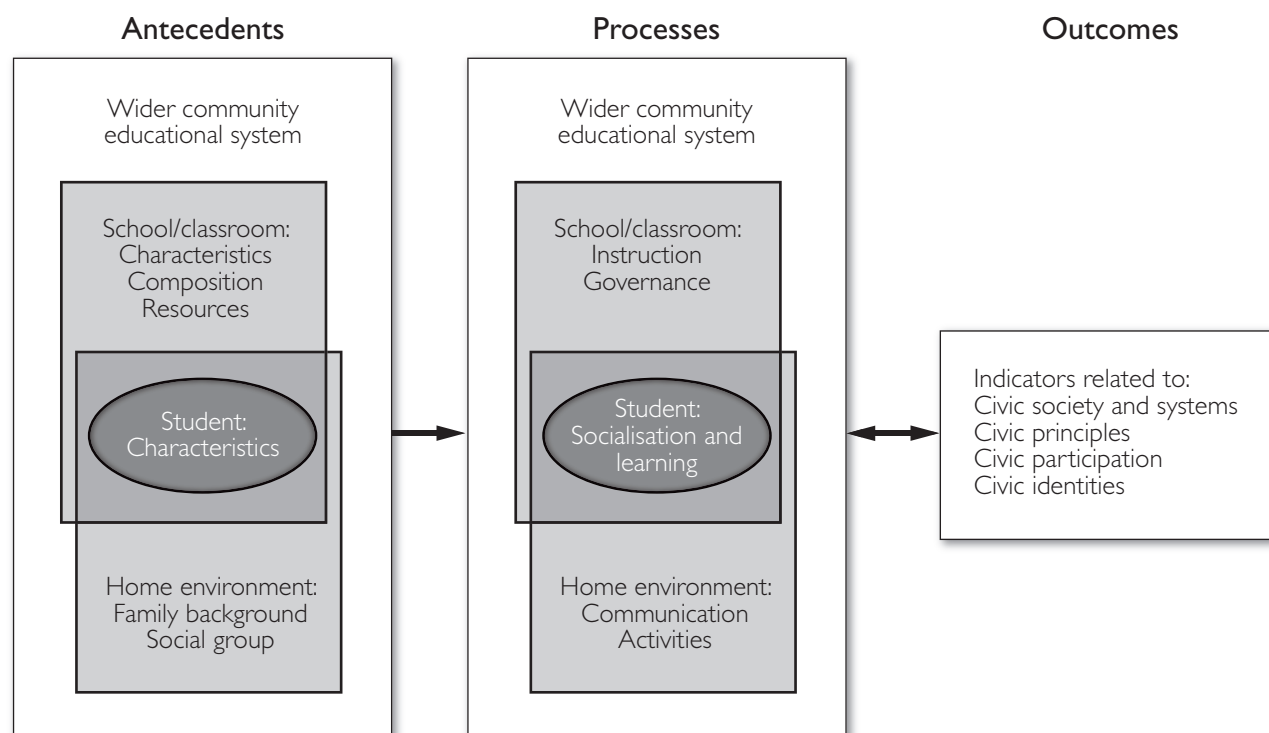 Antecedents
Processes
Outcomes
Wider community
educational system
School/classroom:
Characteristics
Composition
Resources
Student:
Characteristics
Home environment:
Family background
Social group
Wider community
educational system
School/classroom:
Instruction
Governance
Student:
Socialisation and
learning
Home environment:
Communication
Activities
Indicators related to:
Civic society and systems
Civic principles
Civic participation
Civic identities